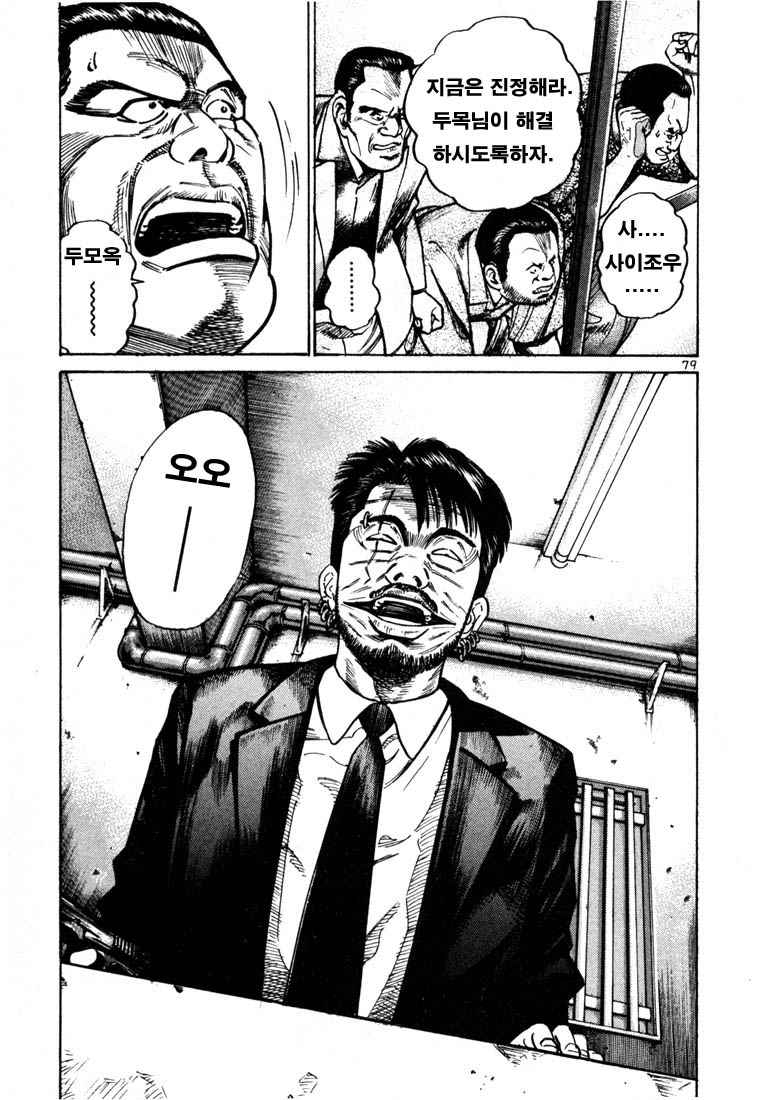 지금은 진정해라.
두목님이 해결
하시도록하자.
사....
사이조우
.....
......
두모옥
79
오오